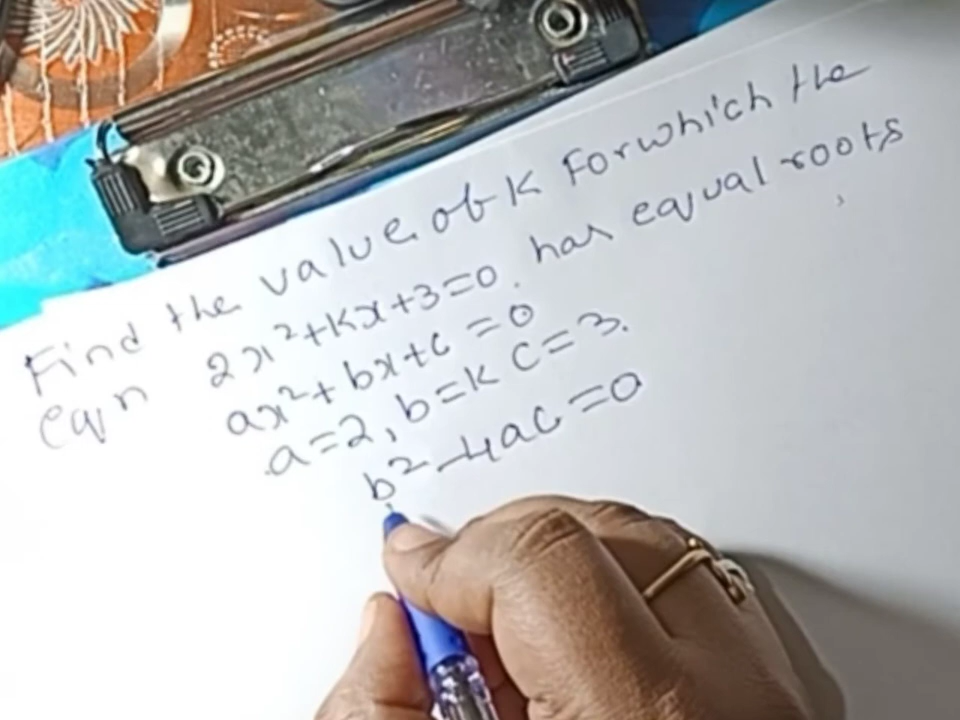 Find the value of K For which the
eqn 2x²+Kx+3=0. has equal roots
ax²+bx+c=0
a=2, b=K C=3.
b²-4ac=0